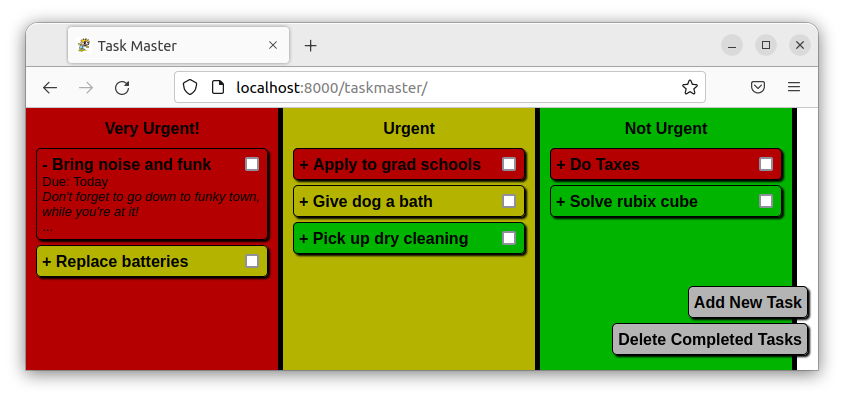 Task Master
localhost:8000/taskmaster/
Very Urgent!
- Bring noise and funk
Due: Today
Don't forget to go down to funky town,
while you're at it!
...
+ Replace batteries
Urgent
+ Apply to grad schools
+ Give dog a bath
+ Pick up dry cleaning
Not Urgent
+ Do Taxes
+ Solve rubix cube
Add New Task
Delete Completed Tasks